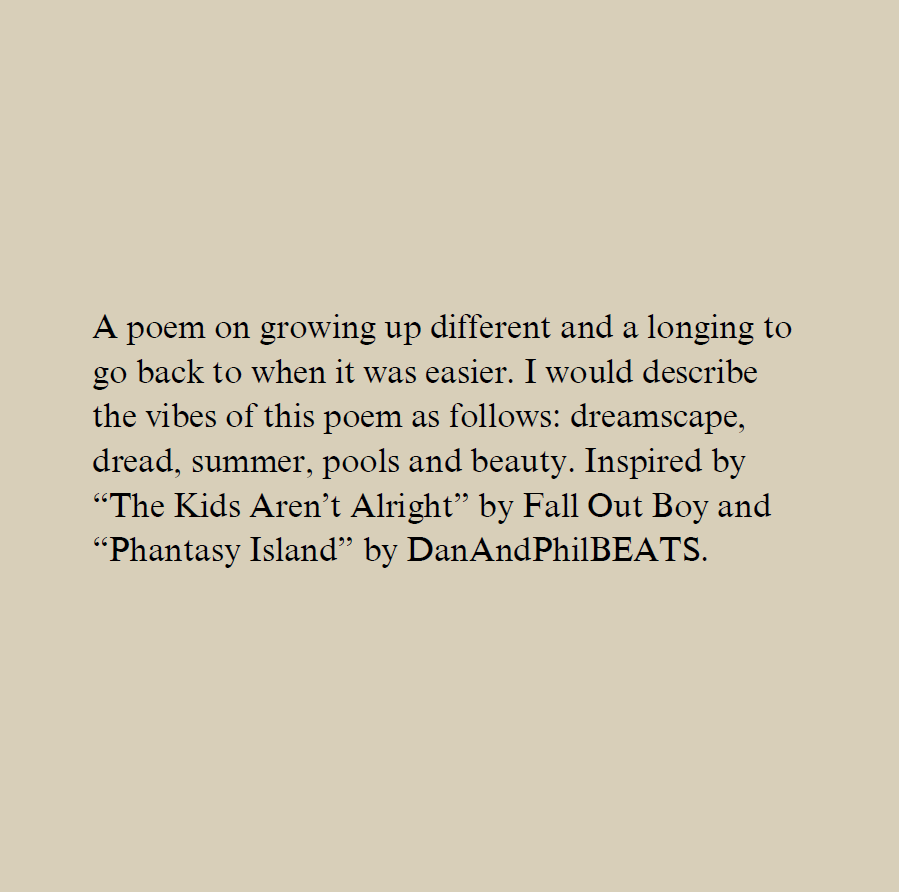 A poem on growing up different and a longing to
go back to when it was easier. I would describe
the vibes of this poem as follows: dreamscape,
dread, summer, pools and beauty. Inspired by
“The Kids Aren’t Alright” by Fall Out Boy and
“Phantasy Island” by DanAndPhilBEATS.